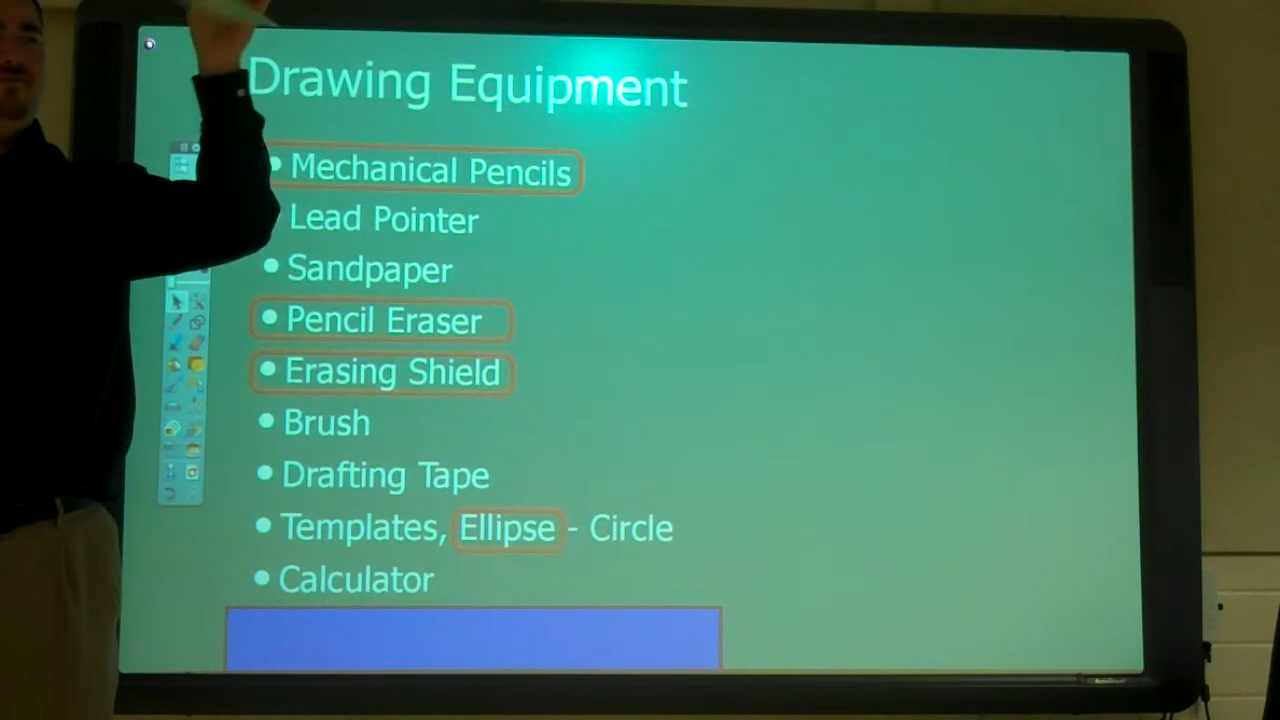 Drawing Equipment
• Mechanical Pencils
Lead Pointer
• Sandpaper
• Pencil Eraser
• Erasing Shield
• Brush
• Drafting Tape
• Templates, Ellipse - Circle
• Calculator